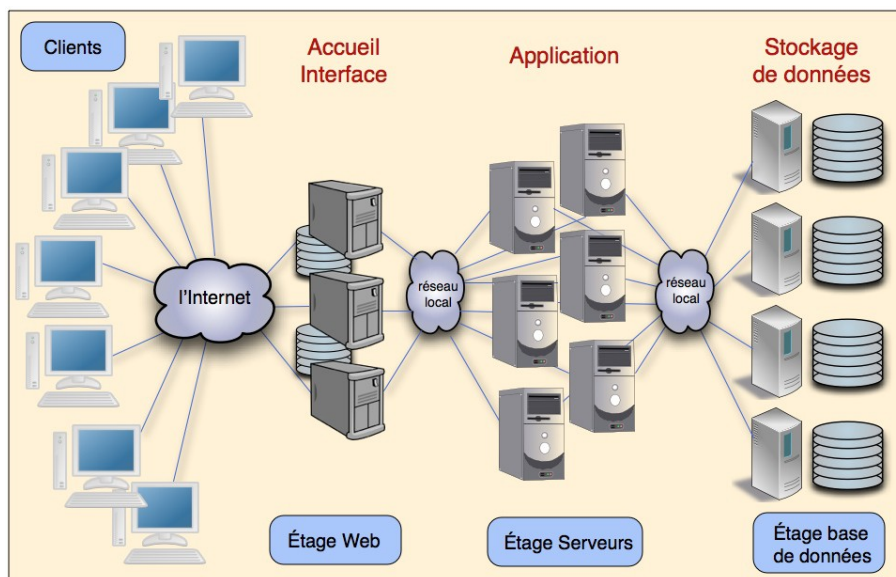 Clients
Accueil
Interface
Application
Stockage
de données
l'Internet
réseau
local
réseau
local
Étage Web
Étage Serveurs
Étage base
de données